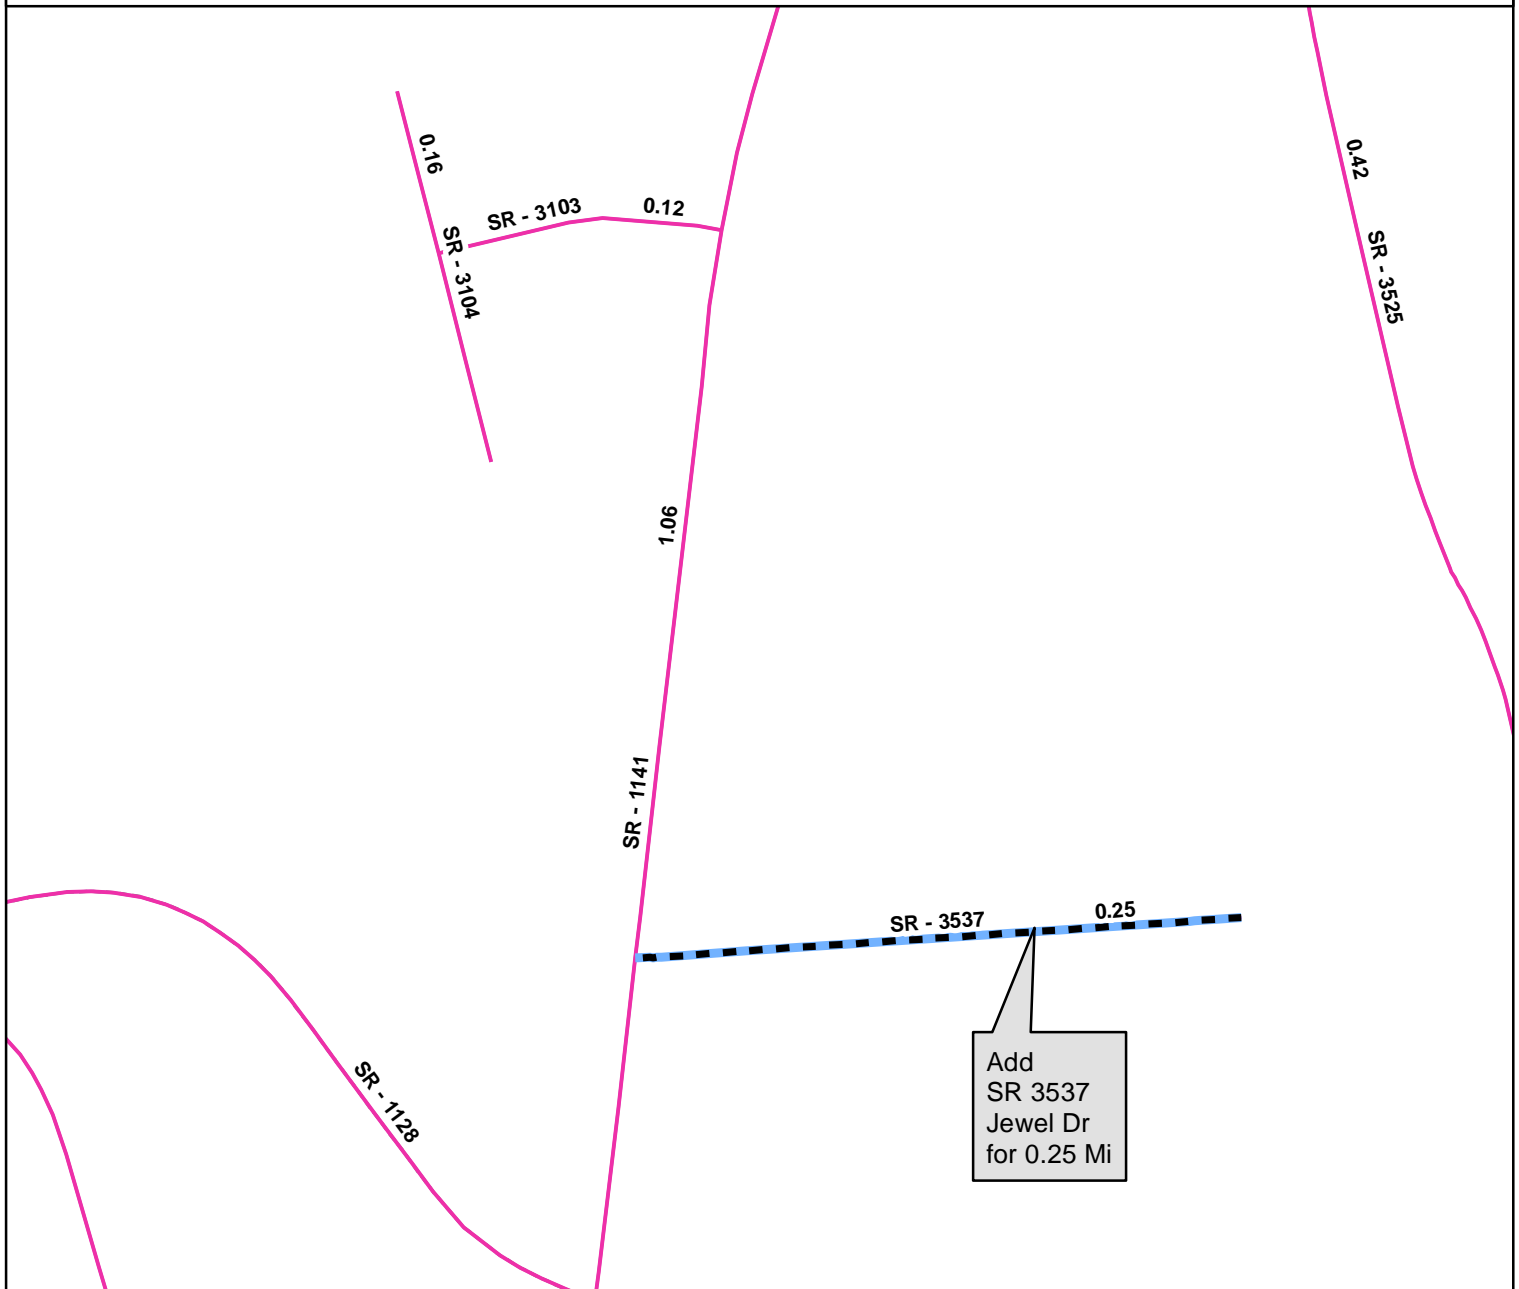 0.16
SR - 3103
0.12
SR - 3104
0.42
SR - 3525
1.06
SR - 1141
SR - 3537
0.25
SR - 1128
Add
SR 3537
Jewel Dr
for 0.25 Mi